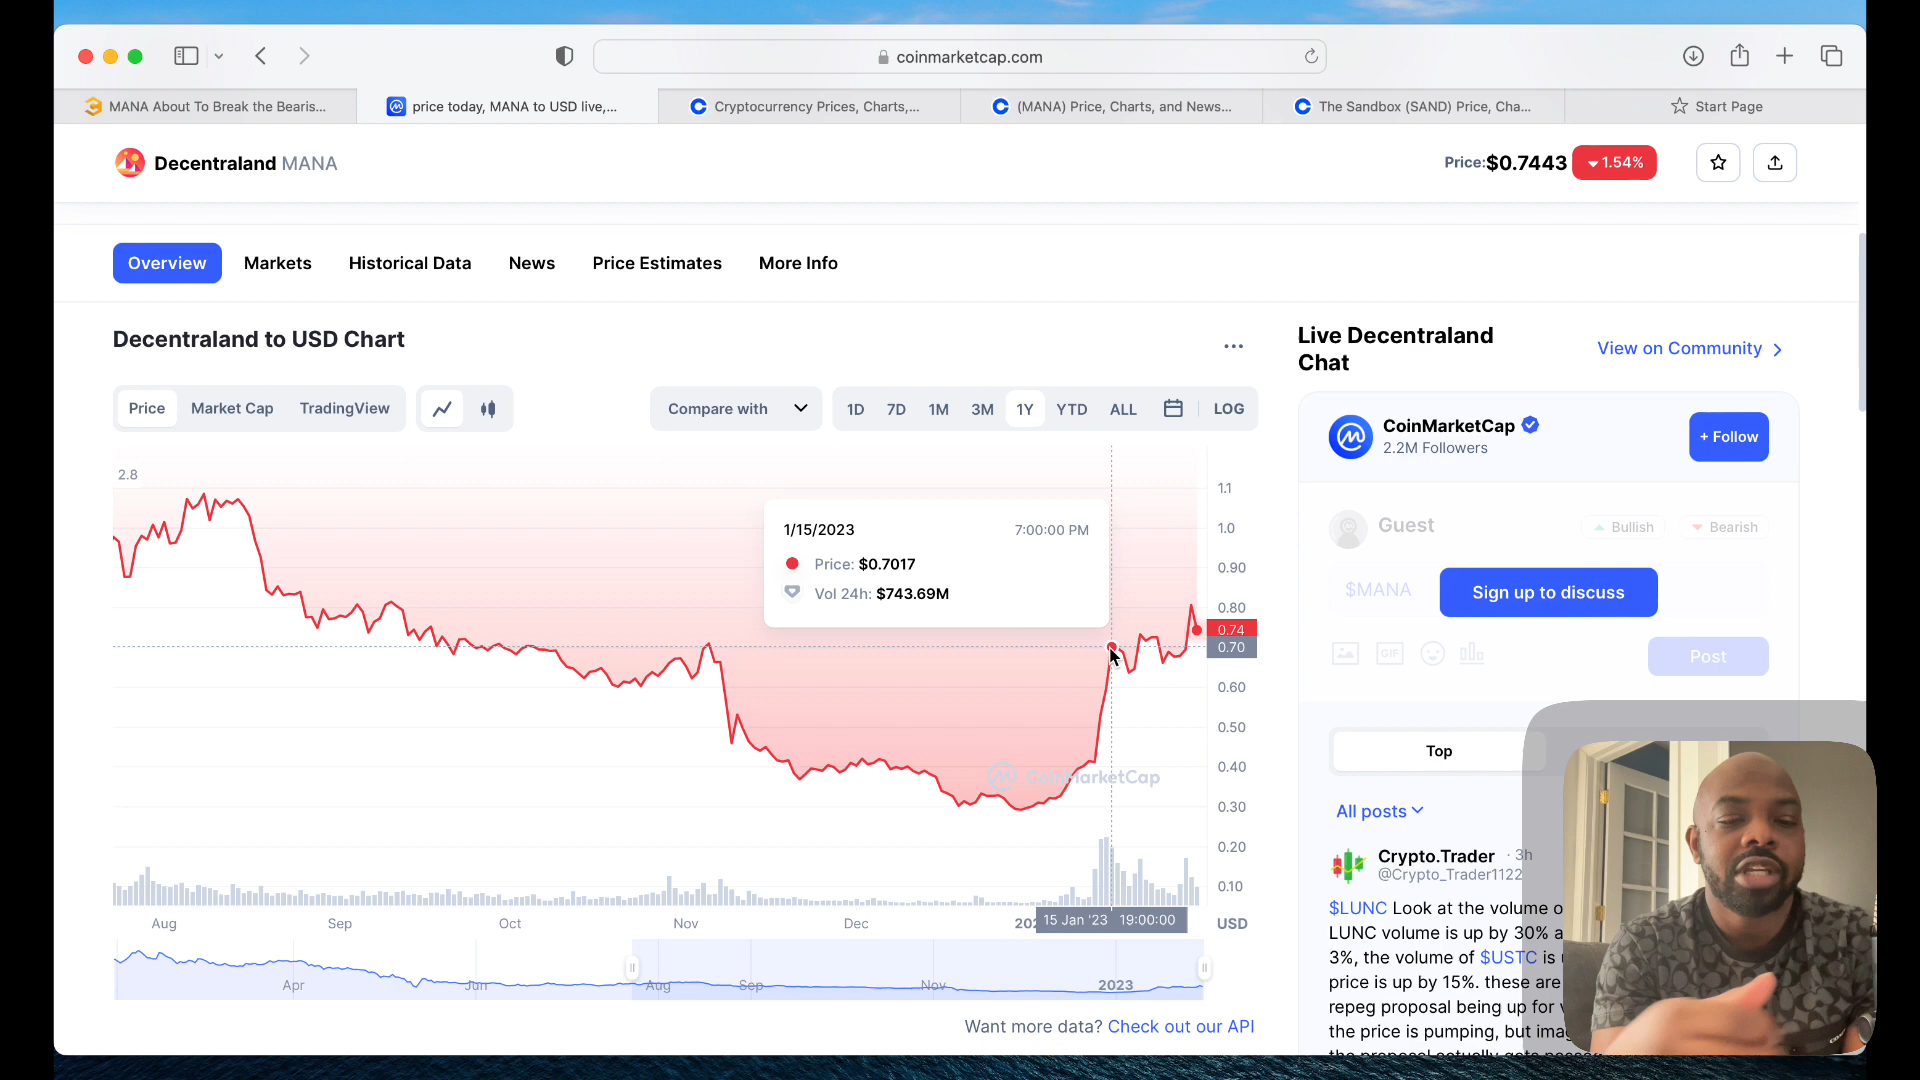 coinmarketcap.com
MANA About To Break the Bearis...
price today, MANA to USD live,...
Cryptocurrency Prices, Charts,...
(MANA) Price, Charts, and News...
The Sandbox (SAND) Price, Cha...
Start Page
Decentraland MANA
Price:$0.7443 1.54%
Overview Markets Historical Data News Price Estimates More Info
Decentraland to USD Chart
Price Market Cap TradingView
Compare with
1D 7D 1M 3M 1Y YTD ALL LOG
2.8
1/15/2023 7:00:00 PM
Price: $0.7017
Vol 24h: $743.69M
1.1
1.0
0.90
0.80
0.74
0.70
0.60
0.50
0.40
0.30
0.20
0.10
CoinMarketCap
Aug Sep Oct Nov Dec
15 Jan '23 19:00:00
USD
Apr Jun Aug Sep Nov 2023
Want more data? Check out our API
Live Decentraland
Chat
View on Community
CoinMarketCap
2.2M Followers
+ Follow
Guest
Bullish
Bearish
$MANA
Sign up to discuss
GIF
Post
Top
All posts
Crypto.Trader · 3h
@Crypto_Trader1122
$LUNC Look at the volume o
LUNC volume is up by 30% a
3%, the volume of $USTC is
price is up by 15%. these are
repeg proposal being up for
the price is pumping, but ima